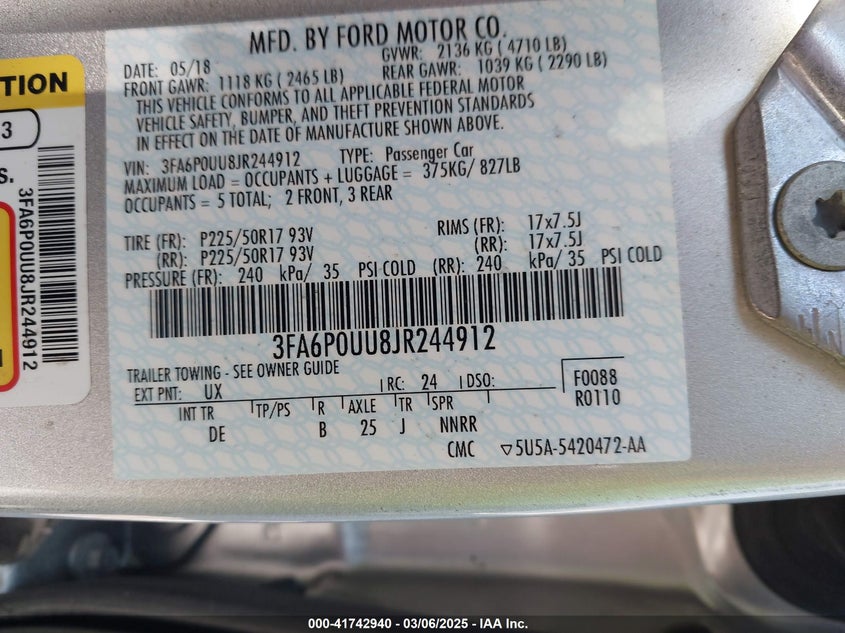 MFD. BY FORD MOTOR CO.
DATE: 05/18 GVWR: 2136 KG ( 4710 LB)
FRONT GAWR: 1118 KG ( 2465 LB) REAR GAWR: 1039 KG ( 2290 LB)
THIS VEHICLE CONFORMS TO ALL APPLICABLE FEDERAL MOTOR
VEHICLE SAFETY, BUMPER, AND THEFT PREVENTION STANDARDS
IN EFFECT ON THE DATE OF MANUFACTURE SHOWN ABOVE.
VIN: 3FA6P0UU8JR244912 TYPE: Passenger Car
MAXIMUM LOAD = OCCUPANTS + LUGGAGE = 375KG/ 827LB
OCCUPANTS = 5 TOTAL; 2 FRONT, 3 REAR
TIRE (FR): P225/50R17 93V RIMS (FR): 17x7.5J
(RR): P225/50R17 93V (RR): 17x7.5J
PRESSURE (FR): 240 kPa/ 35 PSI COLD (RR): 240 kPa/ 35 PSI COLD
3FA6P0UU8JR244912
TRAILER TOWING - SEE OWNER GUIDE
EXT PNT: UX RC: 24 DSO: F0088
INT TR TP/PS R AXLE TR SPR R0110
DE B 25 J NNRR
CMC ▽5U5A-5420472-AA
TION
3
S.
3FA6P0UU8JR244912
000-41742940 - 03/06/2025 - IAA Inc.